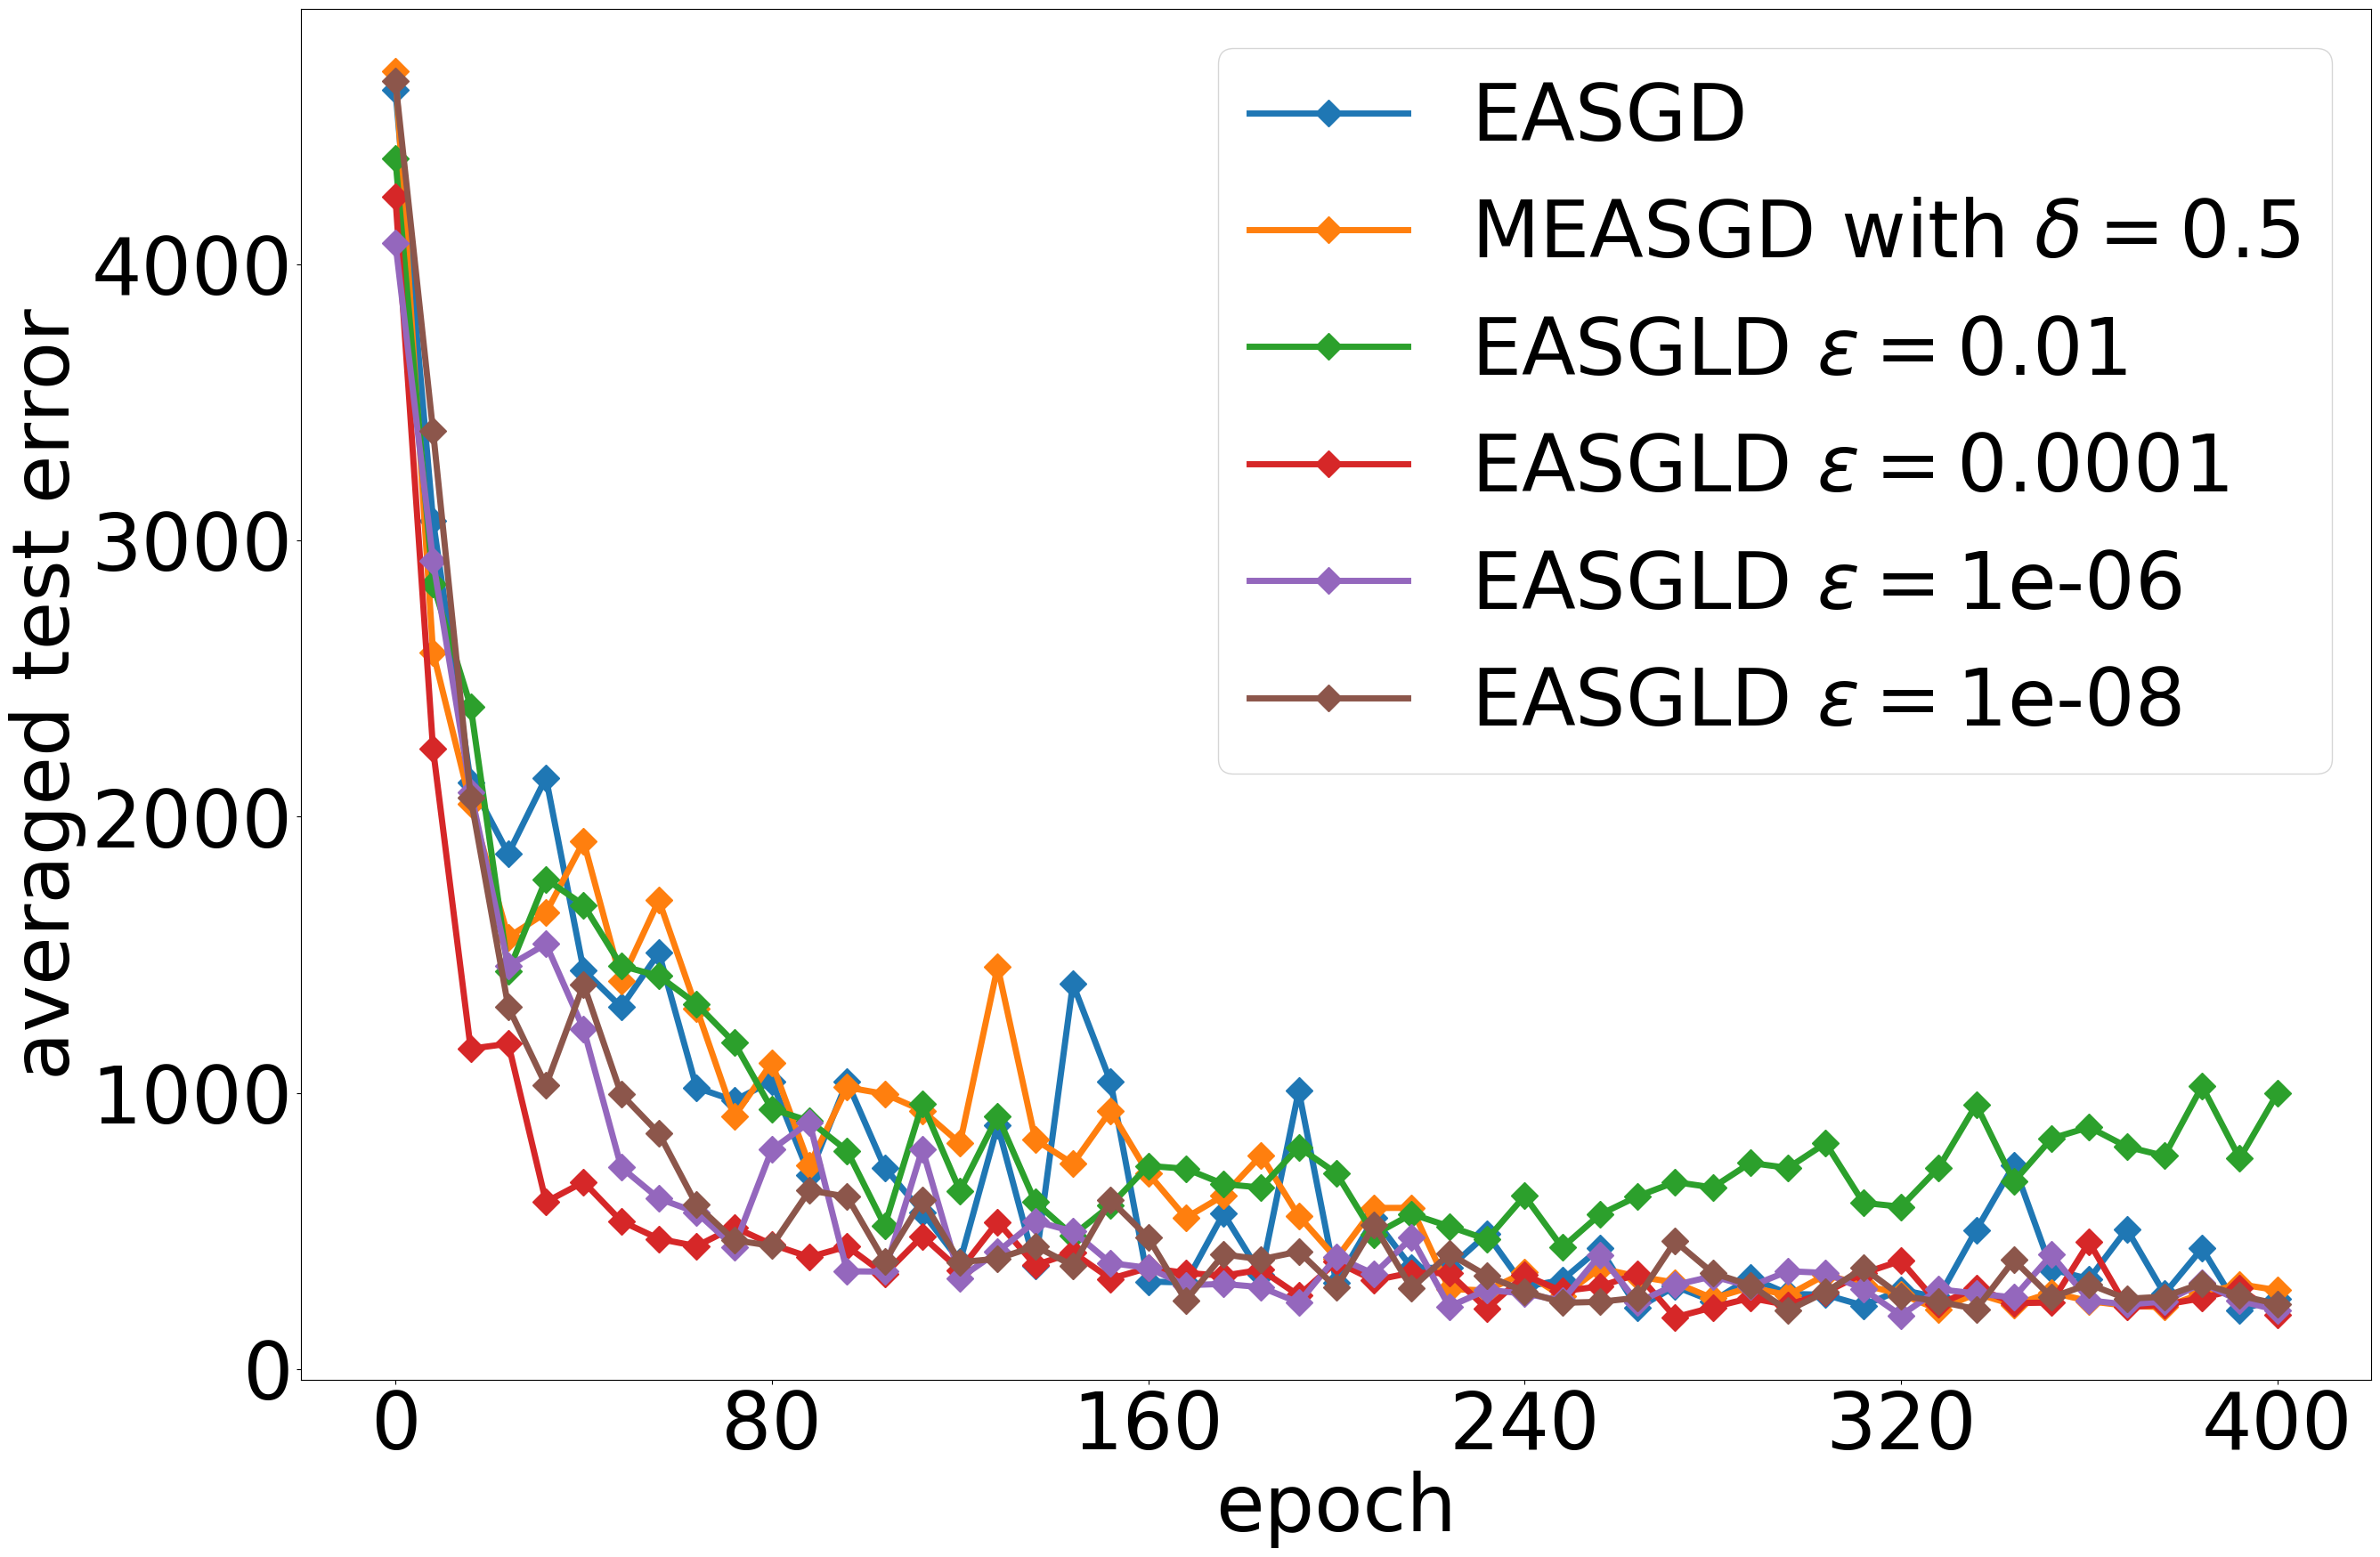 averaged test error
4000
3000
2000
1000
0
EASGD
MEASGD with δ = 0.5
EASGLD ε = 0.01
EASGLD ε = 0.0001
EASGLD ε = 1e-06
EASGLD ε = 1e-08
0 80 160 240 320 400
epoch